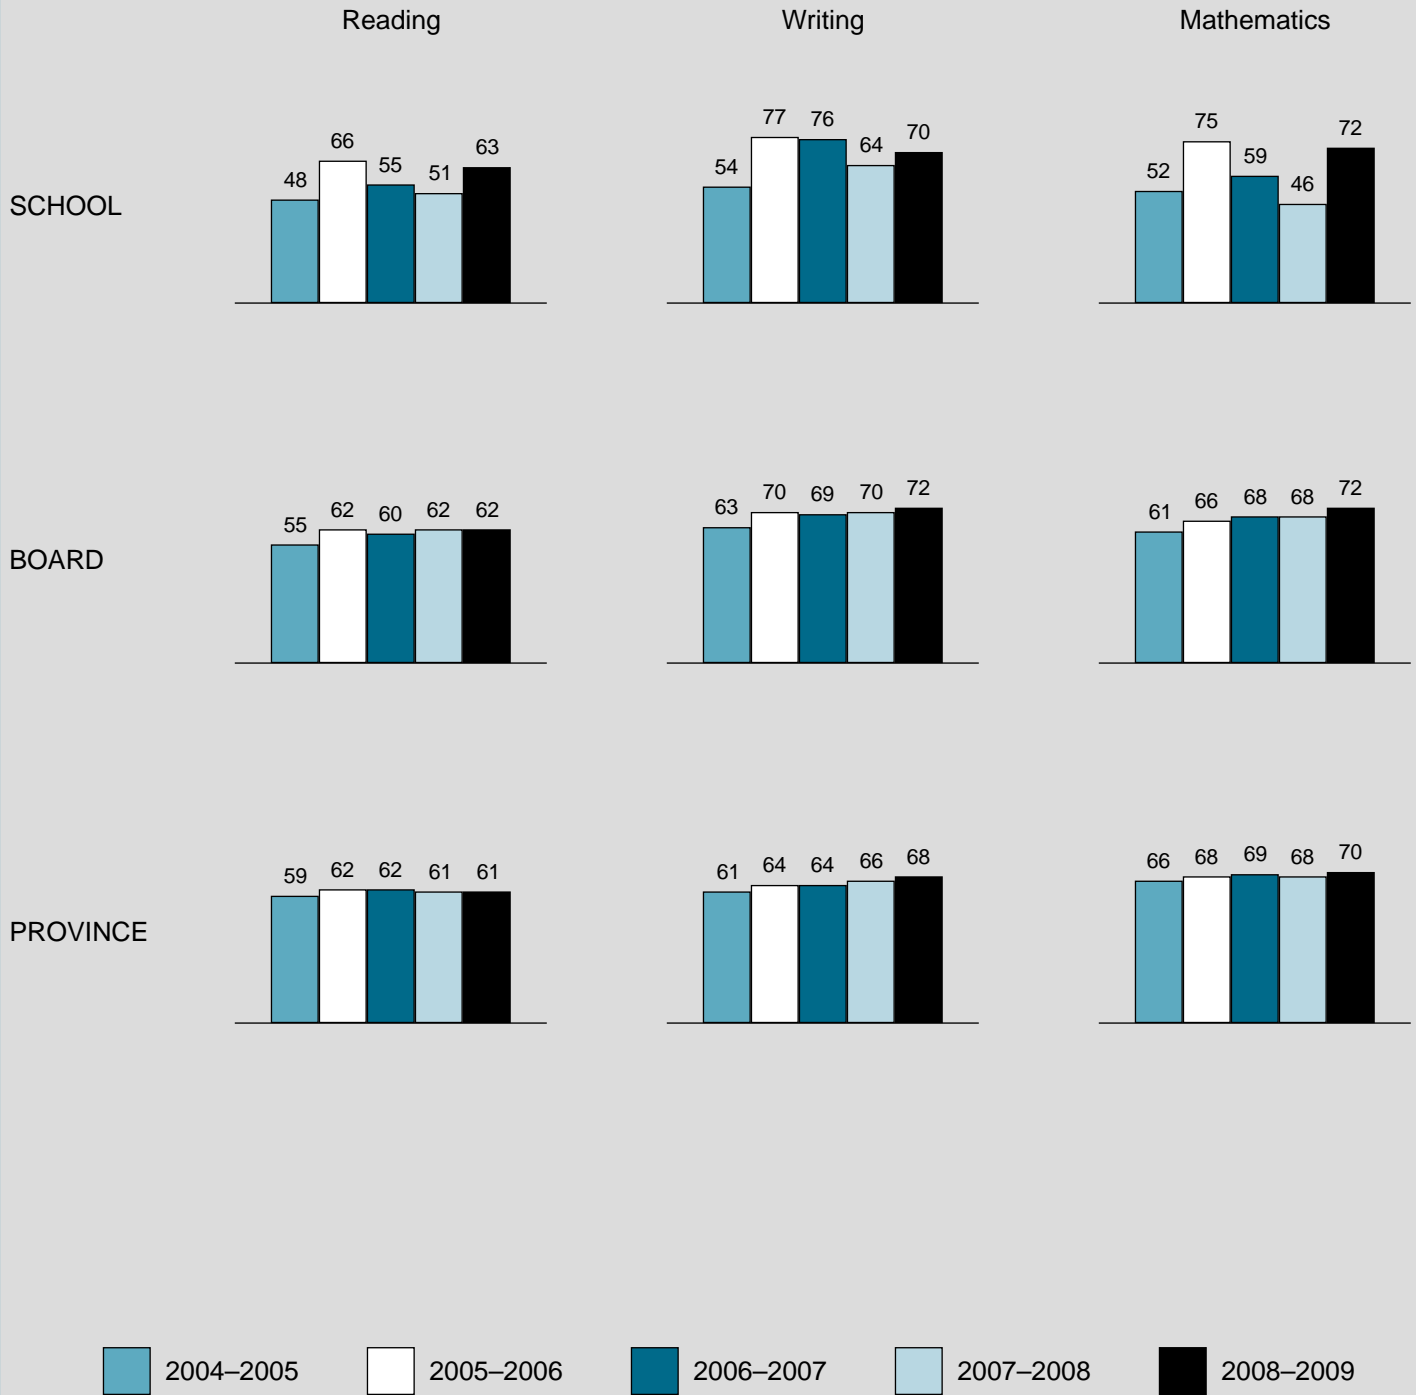 Reading Writing Mathematics
SCHOOL
48 66 55 51 63
54 77 76 64 70
52 75 59 46 72
BOARD
55 62 60 62 62
63 70 69 70 72
61 66 68 68 72
PROVINCE
59 62 62 61 61
61 64 64 66 68
66 68 69 68 70
2004–2005 2005–2006 2006–2007 2007–2008 2008–2009